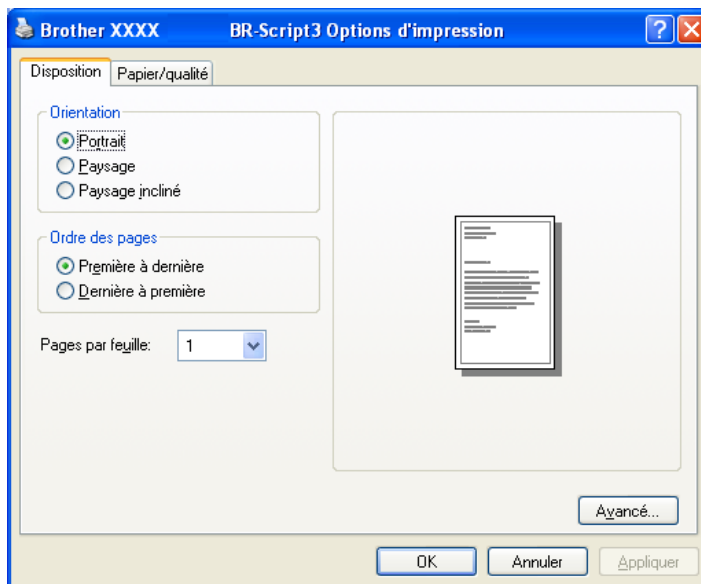 Brother XXXX BR-Script3 Options d'impression
Disposition Papier/qualité
Orientation
Portrait
Paysage
Paysage incliné
Ordre des pages
Première à dernière
Dernière à première
Pages par feuille: 1
Avancé...
OK Annuler Appliquer